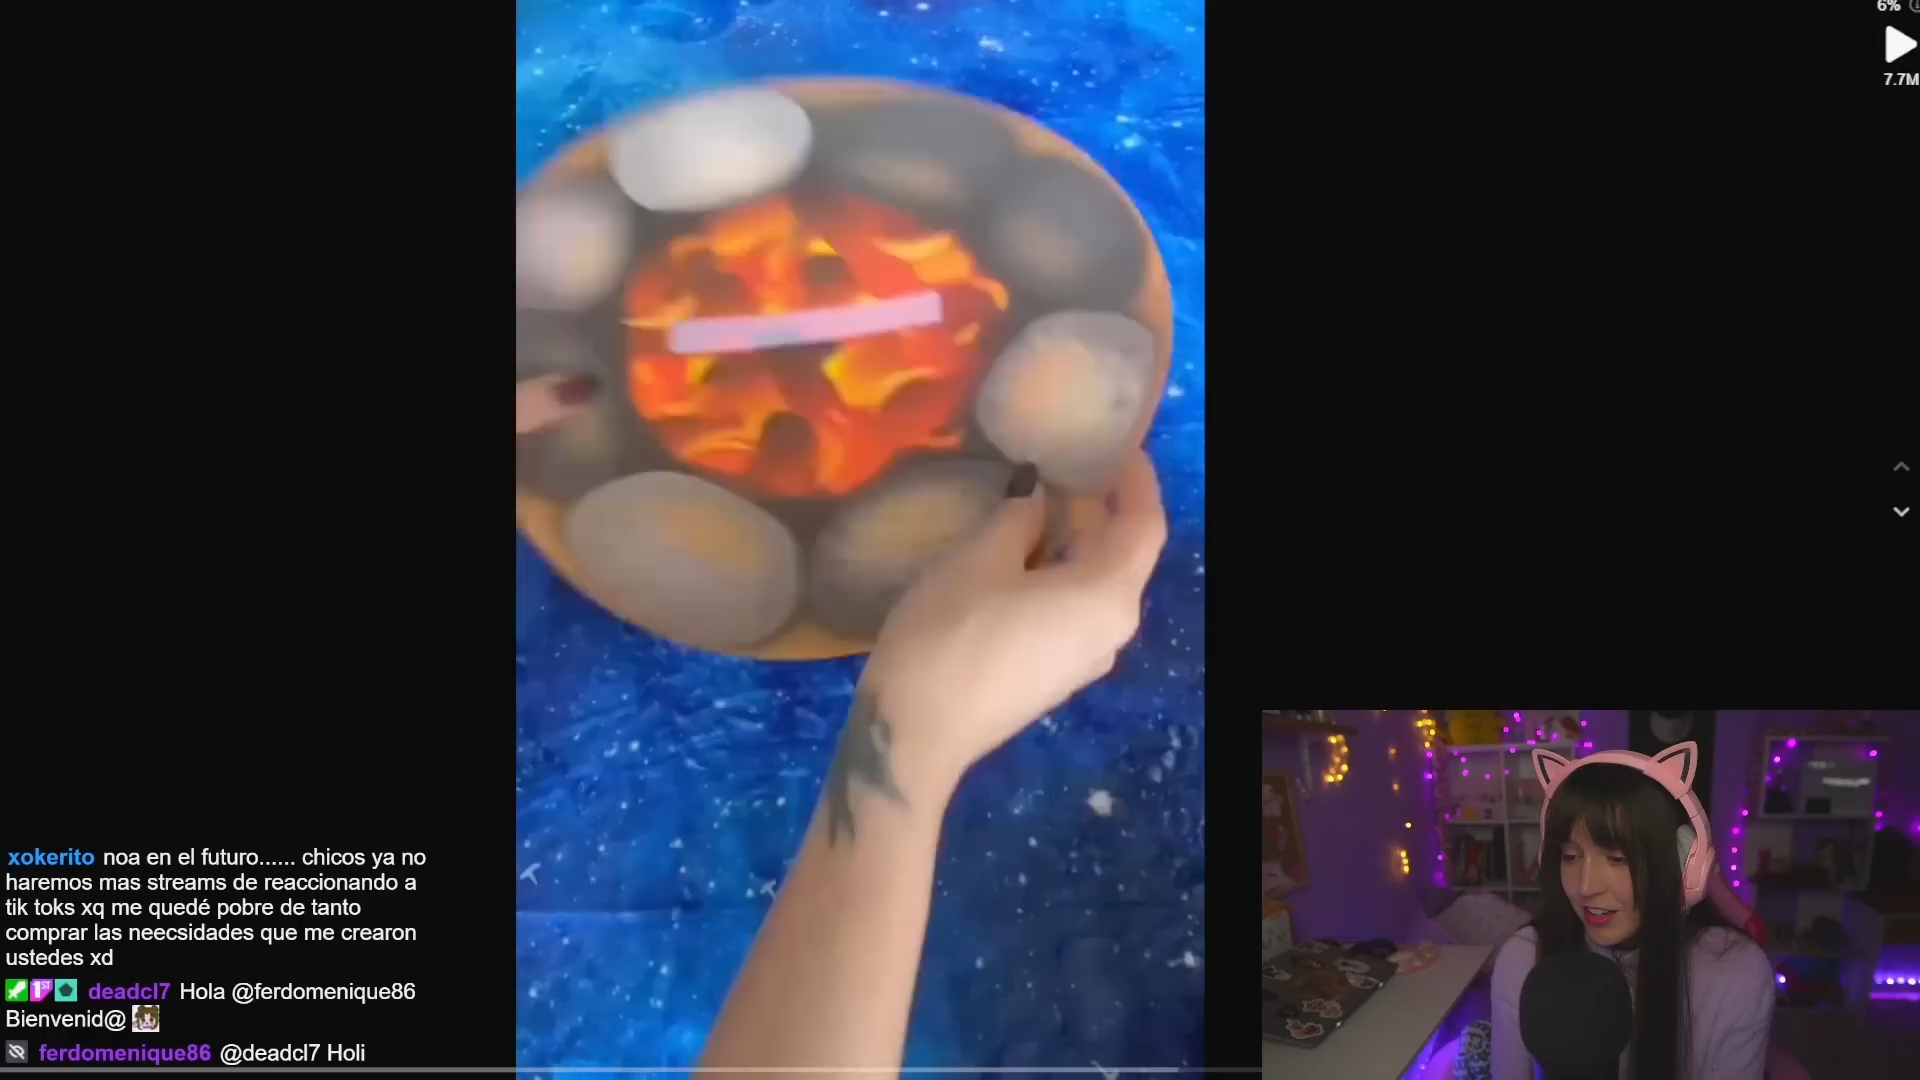 6%
7.7M
xokerito noa en el futuro...... chicos ya no
haremos mas streams de reaccionando a
tik toks xq me quedé pobre de tanto
comprar las neecsidades que me crearon
ustedes xd
1ST deadcl7 Hola @ferdomenique86
Bienvenid@
ferdomenique86 @deadcl7 Holi